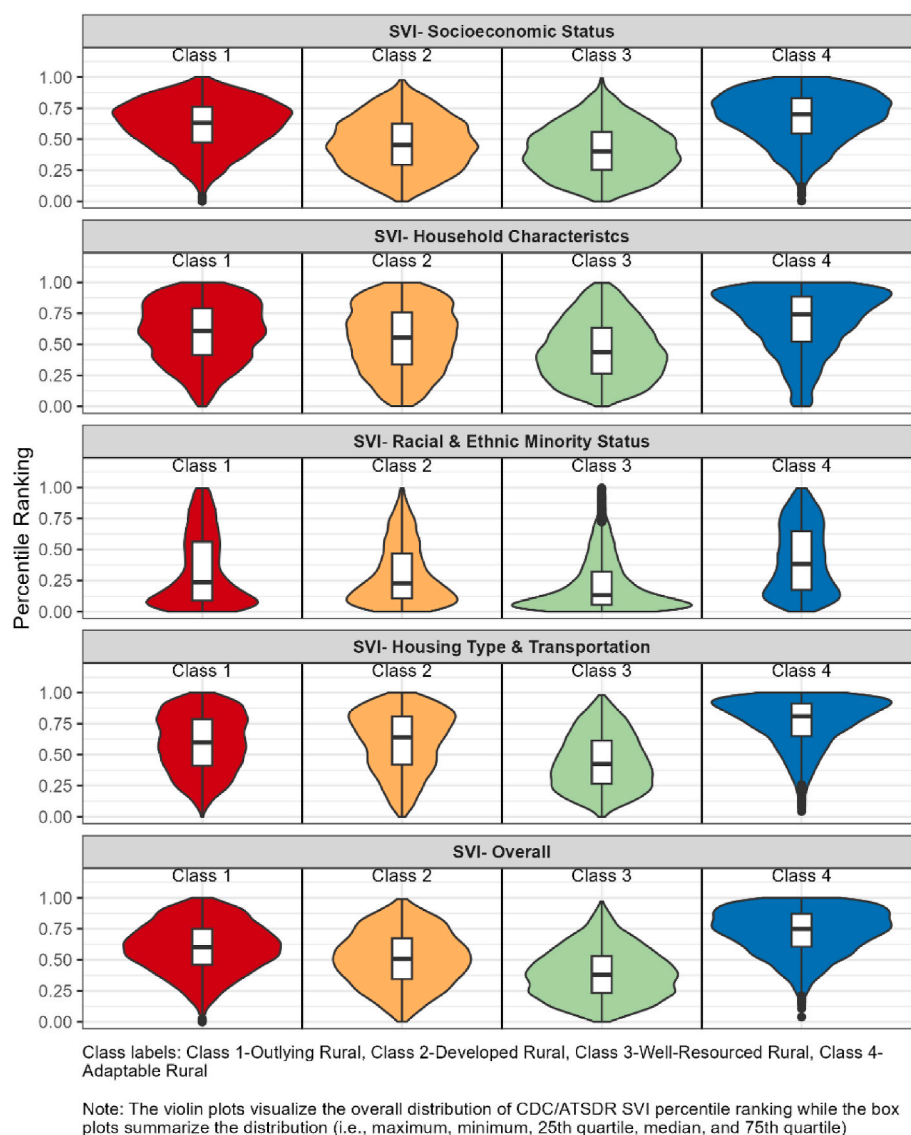 SVI- Socioeconomic Status
Class 1 Class 2 Class 3 Class 4
1.00
0.75
0.50
0.25
0.00
SVI- Household Characteristcs
Class 1 Class 2 Class 3 Class 4
1.00
0.75
0.50
0.25
0.00
SVI- Racial & Ethnic Minority Status
Class 1 Class 2 Class 3 Class 4
1.00
0.75
0.50
0.25
0.00
Percentile Ranking
SVI- Housing Type & Transportation
Class 1 Class 2 Class 3 Class 4
1.00
0.75
0.50
0.25
0.00
SVI- Overall
Class 1 Class 2 Class 3 Class 4
1.00
0.75
0.50
0.25
0.00
Class labels: Class 1-Outlying Rural, Class 2-Developed Rural, Class 3-Well-Resourced Rural, Class 4-
Adaptable Rural
Note: The violin plots visualize the overall distribution of CDC/ATSDR SVI percentile ranking while the box
plots summarize the distribution (i.e., maximum, minimum, 25th quartile, median, and 75th quartile)